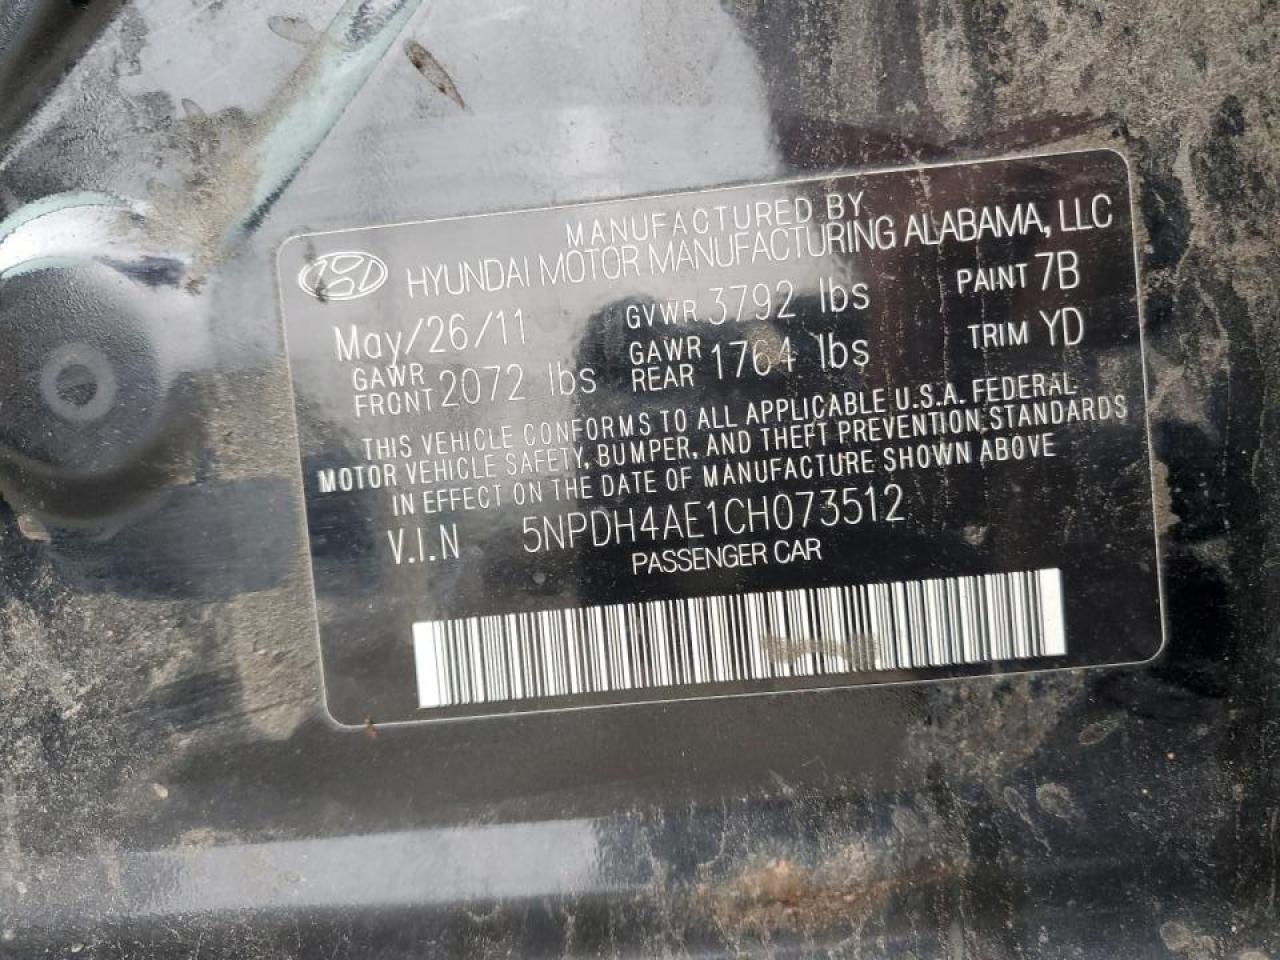 MANUFACTURED BY
HYUNDAI MOTOR MANUFACTURING ALABAMA, LLC
May/26/11 GVWR 3792 lbs PAINT 7B
GAWR FRONT 2072 lbs GAWR REAR 1764 lbs TRIM YD
THIS VEHICLE CONFORMS TO ALL APPLICABLE U.S.A. FEDERAL
MOTOR VEHICLE SAFETY, BUMPER, AND THEFT PREVENTION STANDARDS
IN EFFECT ON THE DATE OF MANUFACTURE SHOWN ABOVE
V.I.N 5NPDH4AE1CH073512
PASSENGER CAR